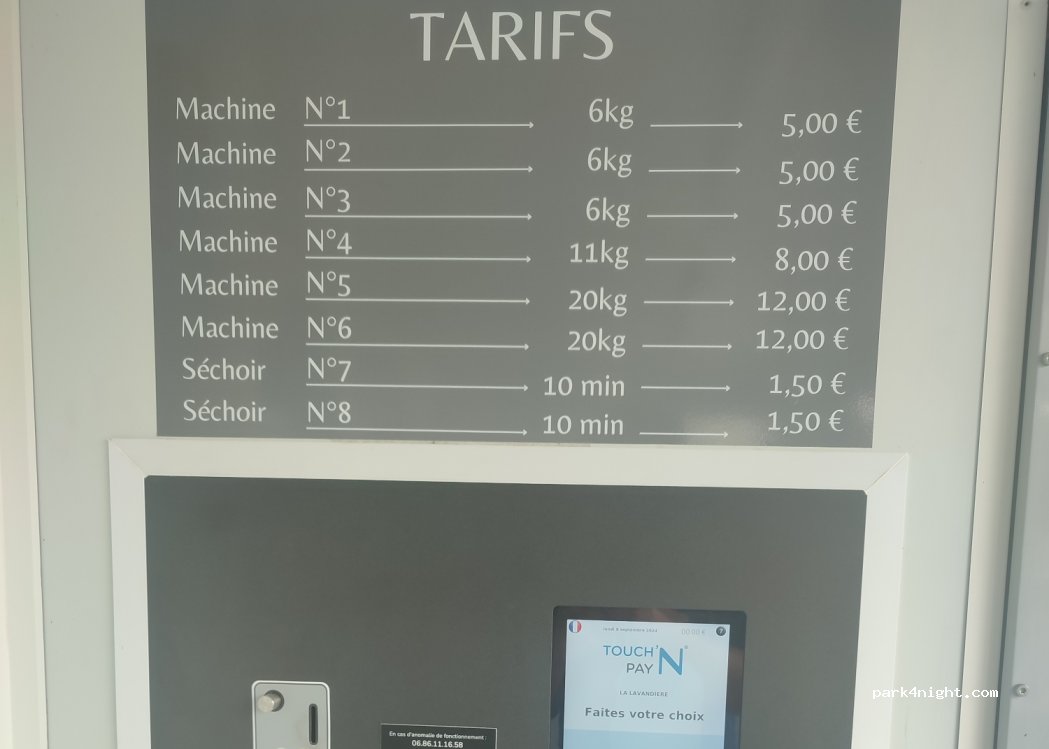 TARIFS
Machine N°1 6kg 5,00 €
Machine N°2 6kg 5,00 €
Machine N°3 6kg 5,00 €
Machine N°4 11kg 8,00 €
Machine N°5 20kg 12,00 €
Machine N°6 20kg 12,00 €
Séchoir N°7 10 min 1,50 €
Séchoir N°8 10 min 1,50 €
00.00 € ?
TOUCH'N PAY
LA LAVANDIERE
Faites votre choix
En cas d'anomalie de fonctionnement :
06.86.11.16.58
park4night.com